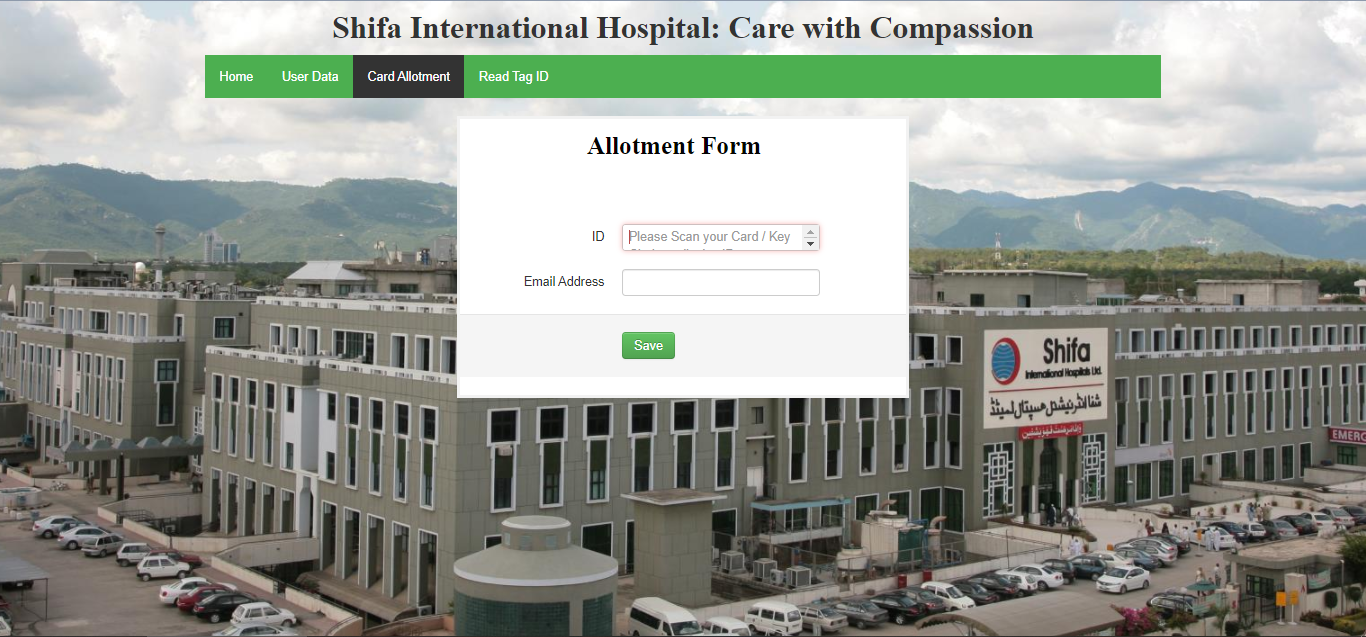 Shifa International Hospital: Care with Compassion
Home User Data Card Allotment Read Tag ID
Allotment Form
ID Please Scan your Card / Key
Email Address
Save
Shifa
International Hospitals Ltd.
شفا انٹرنیشنل ہسپتال لمیٹڈ